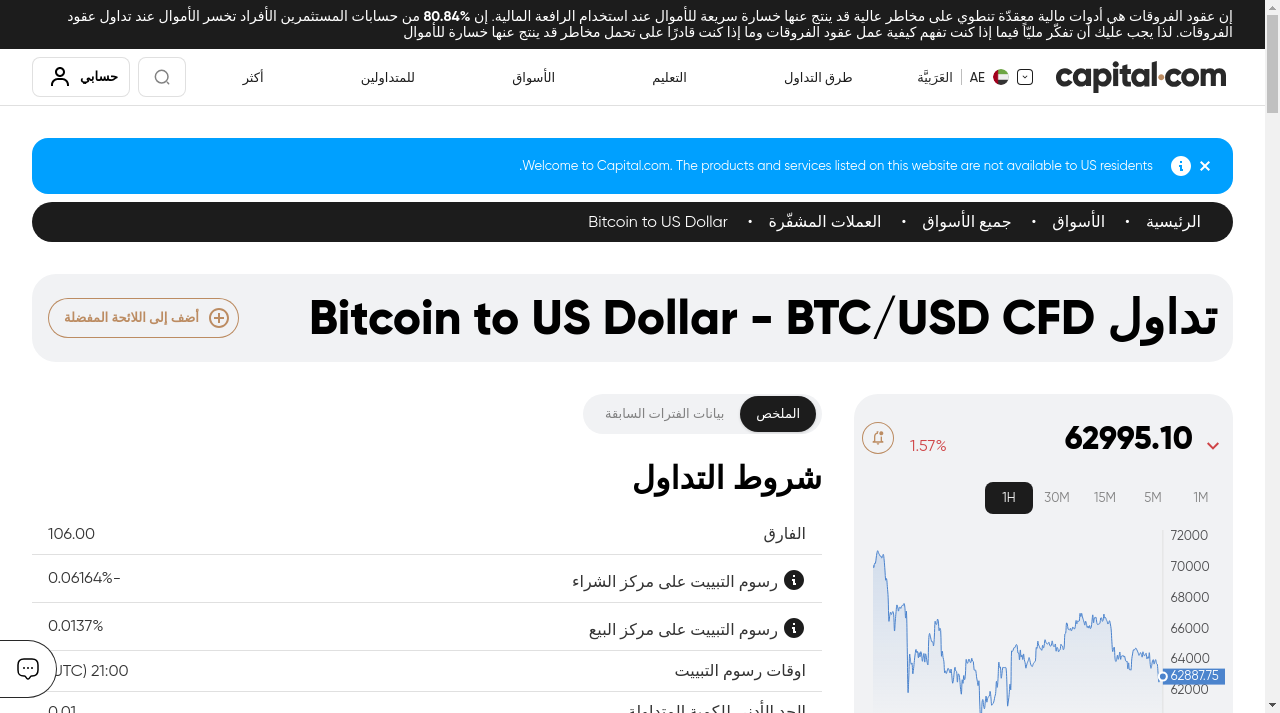 إن عقود الفروقات هي أدوات مالية معقدّة تنطوي على مخاطر عالية قد ينتج عنها خسارة سريعة للأموال عند استخدام الرافعة المالية. إن 80.84% من حسابات المستثمرين الأفراد تخسر الأموال عند تداول عقود
الفروقات. لذا يجب عليك أن تفكّر مليّاً فيما إذا كنت تفهم كيفية عمل عقود الفروقات وما إذا كنت قادرًا على تحمل مخاطر قد ينتج عنها خسارة للأموال
capital.com
AE العَرَبِيَّة
طرق التداول
التعليم
الأسواق
للمتداولين
أكثر
حسابي
Welcome to Capital.com. The products and services listed on this website are not available to US residents.
الرئيسية • الأسواق • جميع الأسواق • العملات المشفّرة • Bitcoin to US Dollar
تداول Bitcoin to US Dollar - BTC/USD CFD
أضف إلى اللائحة المفضلة
62995.10
1.57%
1M 5M 15M 30M 1H
72000
70000
68000
66000
64000
62887.75
62000
الملخص
بيانات الفترات السابقة
شروط التداول
الفارق 106.00
رسوم التبييت على مركز الشراء -0.06164%
رسوم التبييت على مركز البيع 0.0137%
اوقات رسوم التبييت 21:00 (UTC)
الحد الأدنى للكمية المتداولة 0.01